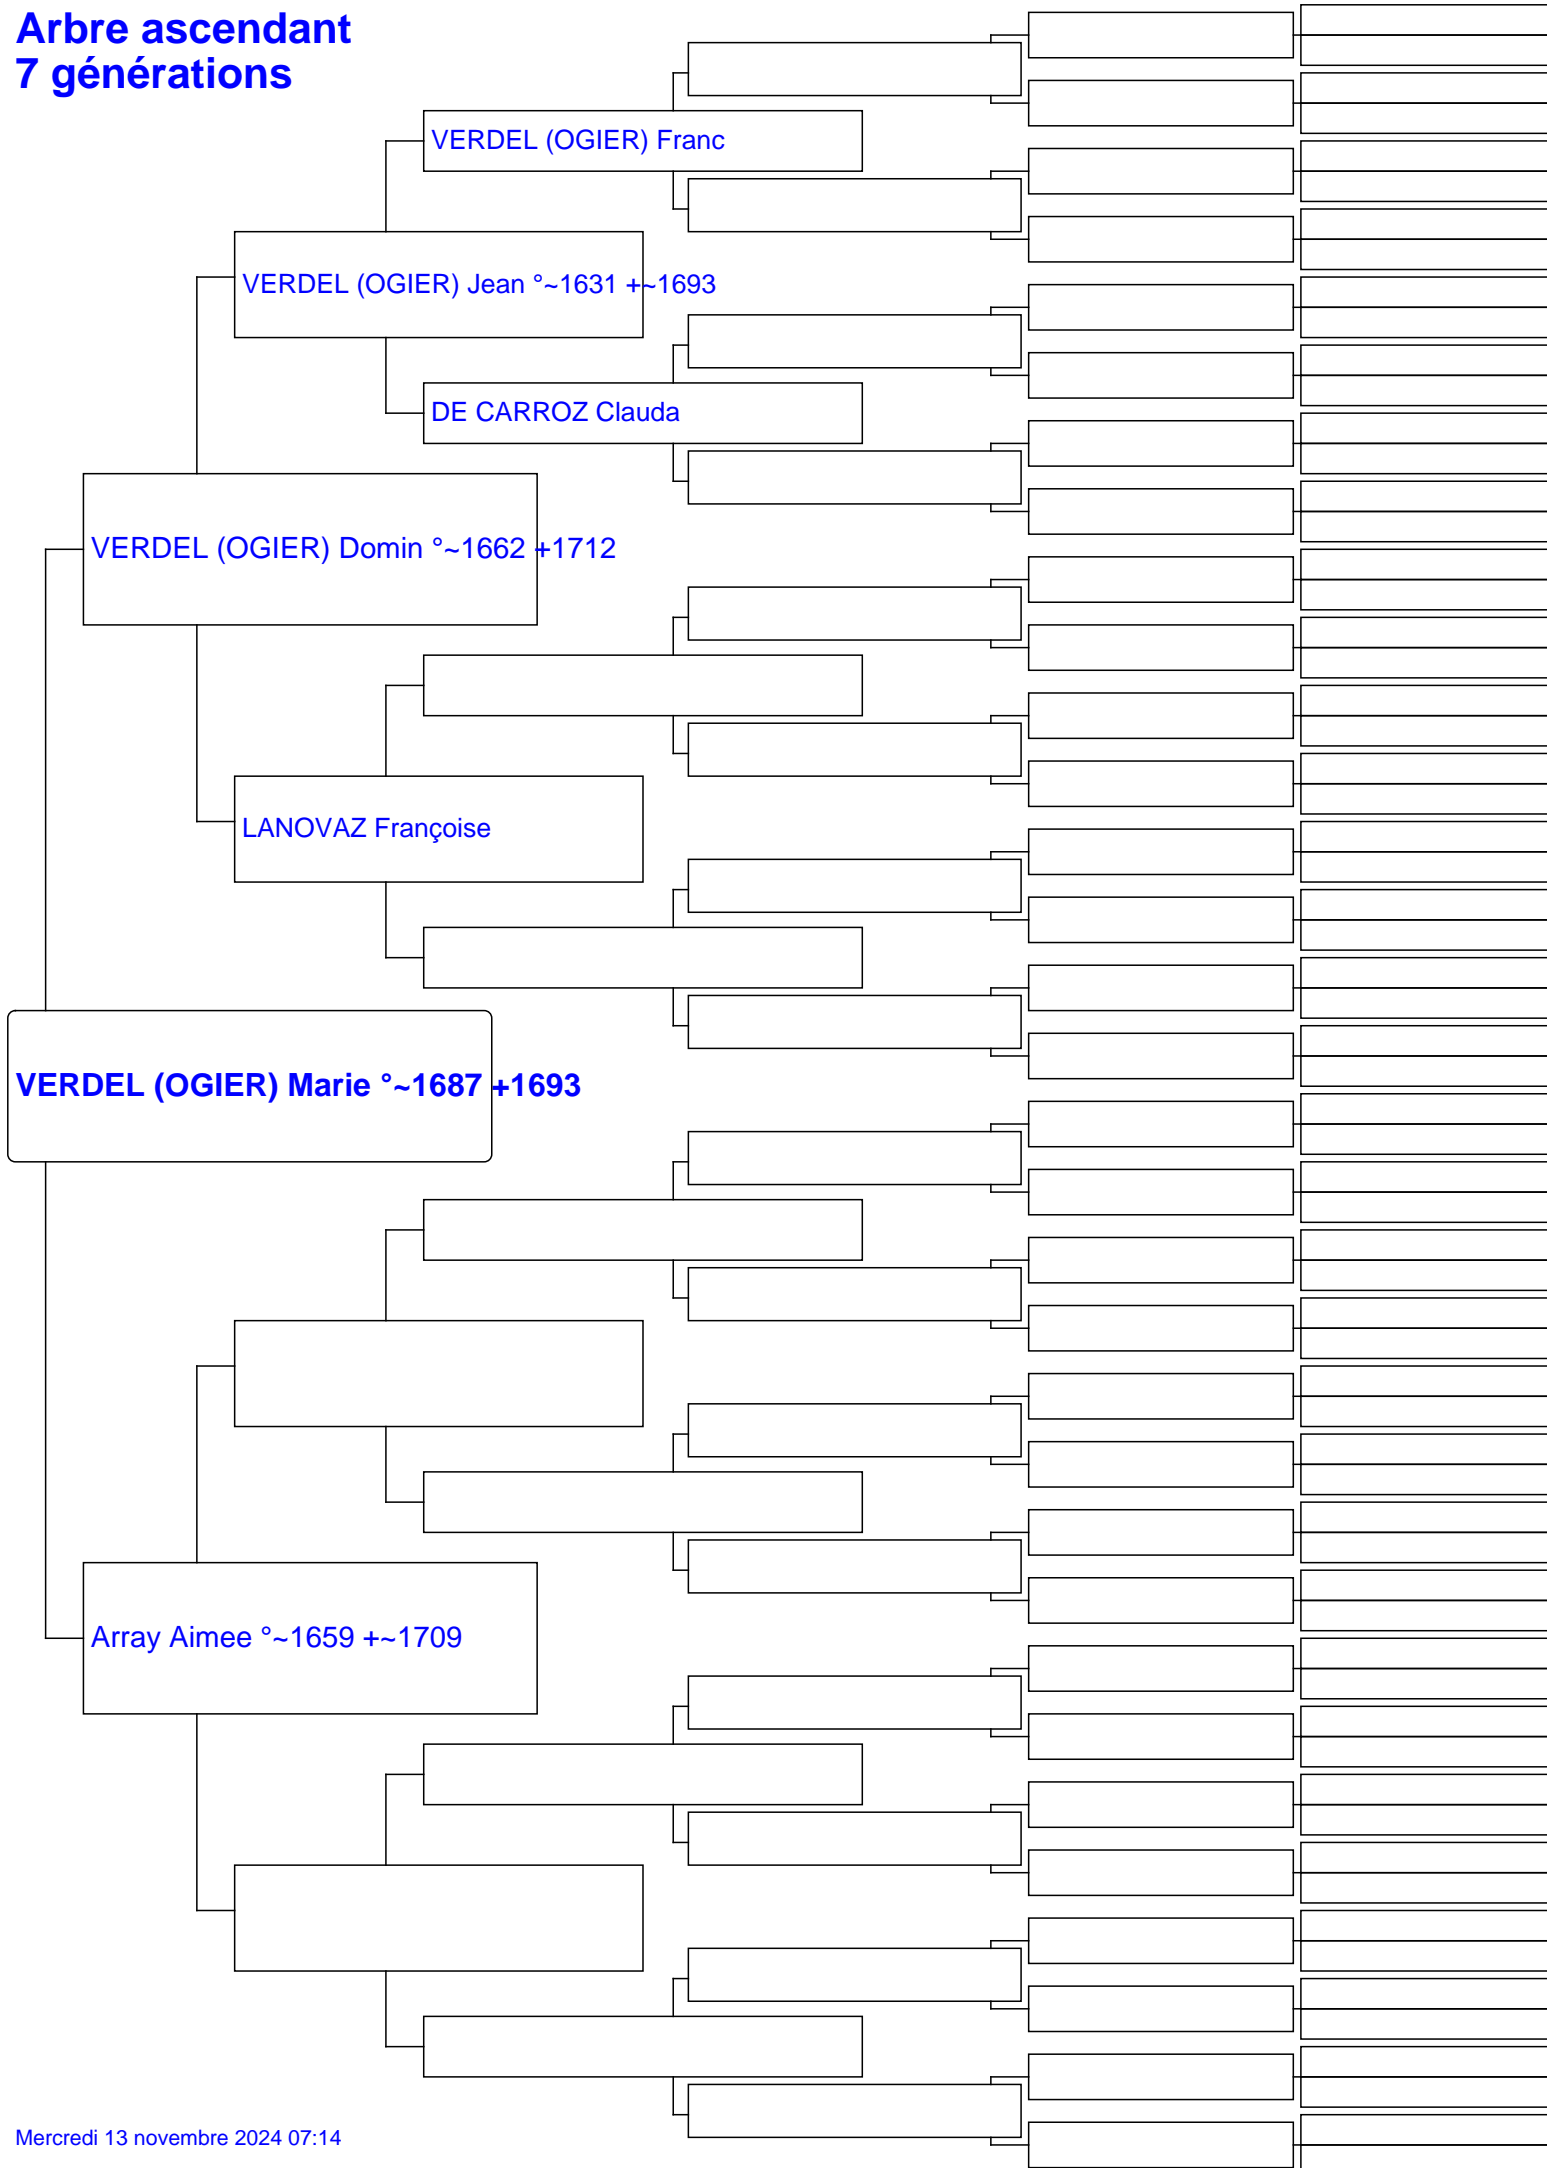 Arbre ascendant
7 générations
VERDEL (OGIER) Franc
VERDEL (OGIER) Jean °~1631 +~1693
DE CARROZ Clauda
VERDEL (OGIER) Domin °~1662 +1712
LANOVAZ Françoise
VERDEL (OGIER) Marie °~1687 +1693
Array Aimee °~1659 +~1709
Mercredi 13 novembre 2024 07:14